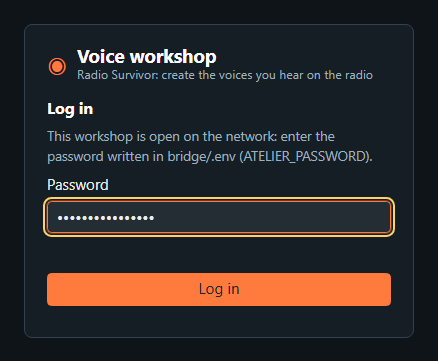 Voice workshop
Radio Survivor: create the voices you hear on the radio
Log in
This workshop is open on the network: enter the
password written in bridge/.env (ATELIER_PASSWORD).
Password
••••••••••••••••
Log in